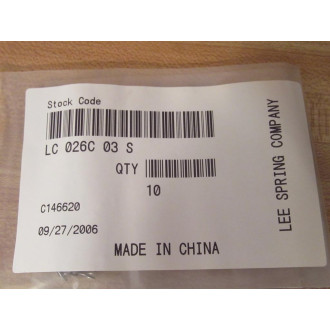 Stock Code
LC 026C 03 S
QTY
10
C146620
09/27/2006
MADE IN CHINA
LEE SPRING COMPANY